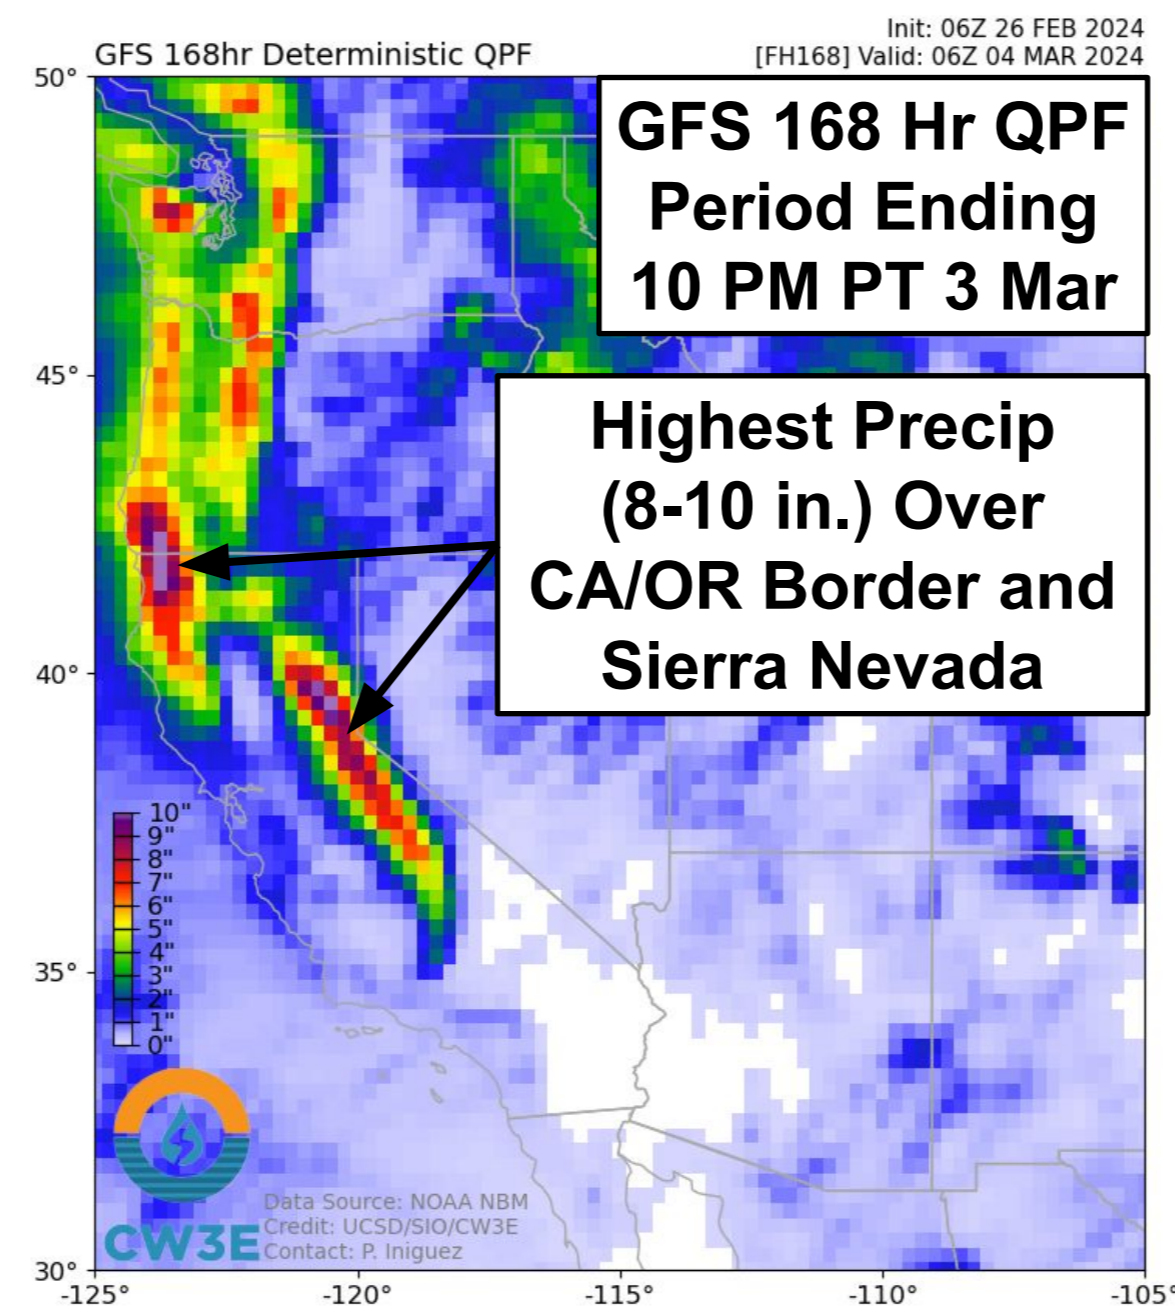 Init: 06Z 26 FEB 2024
GFS 168hr Deterministic QPF
[FH168] Valid: 06Z 04 MAR 2024
50°
GFS 168 Hr QPF
Period Ending
10 PM PT 3 Mar
45°
Highest Precip
(8-10 in.) Over
CA/OR Border and
Sierra Nevada
40°
10"
9"
8"
7"
6"
5"
4"
3"
2"
1"
0"
35°
Data Source: NOAA NBM
Credit: UCSD/SIO/CW3E
Contact: P. Iniguez
CW3E
30°
-125°
-120°
-115°
-110°
-105°